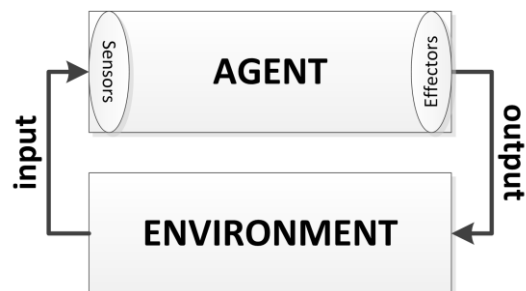 Sensors
AGENT
Effectors
input
output
ENVIRONMENT